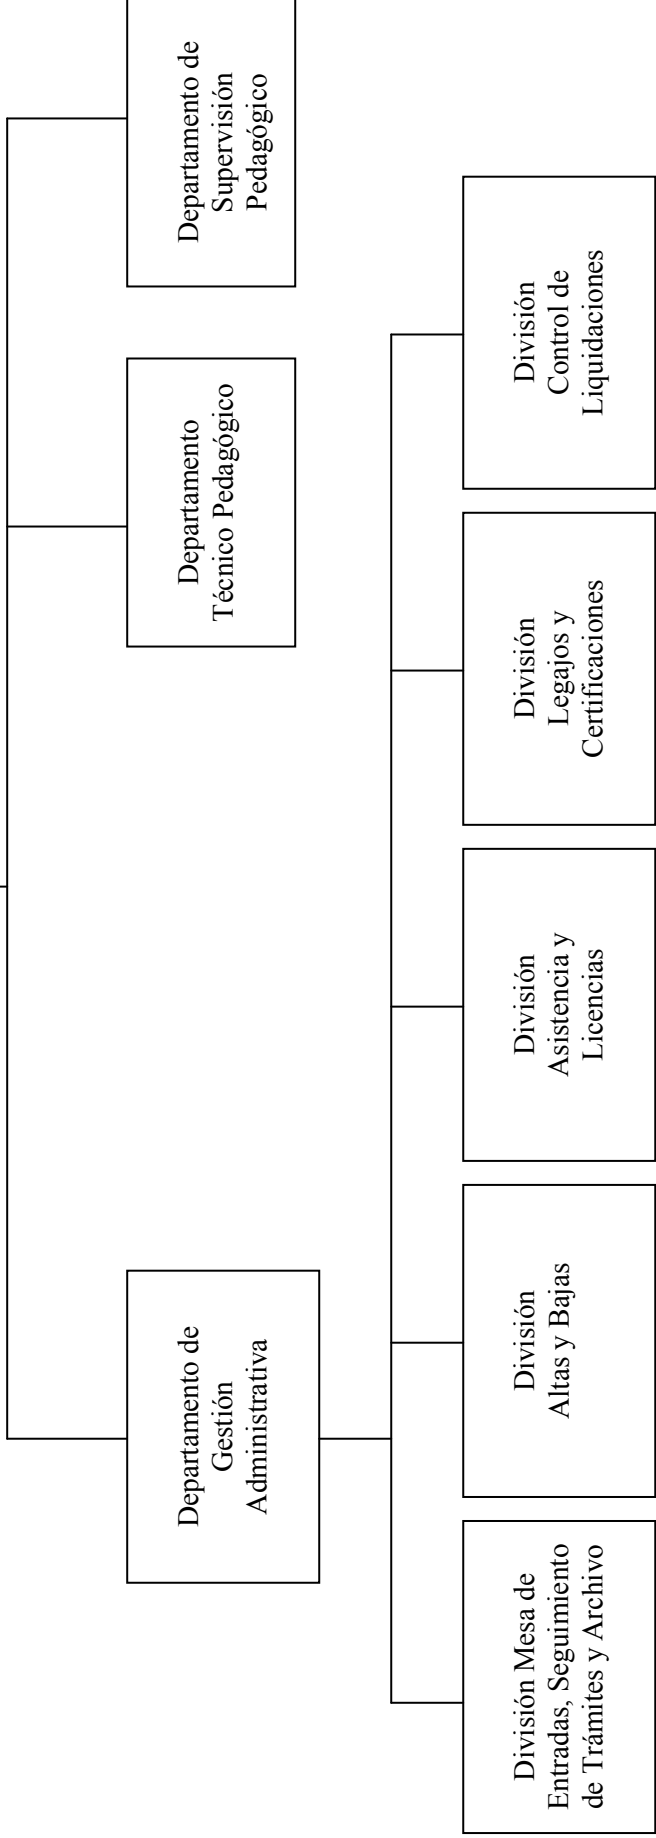 Departamento de
Gestión
Administrativa
Departamento
Técnico Pedagógico
Departamento de
Supervisión
Pedagógico
División Mesa de
Entradas, Seguimiento
de Trámites y Archivo
División
Altas y Bajas
División
Asistencia y
Licencias
División
Legajos y
Certificaciones
División
Control de
Liquidaciones